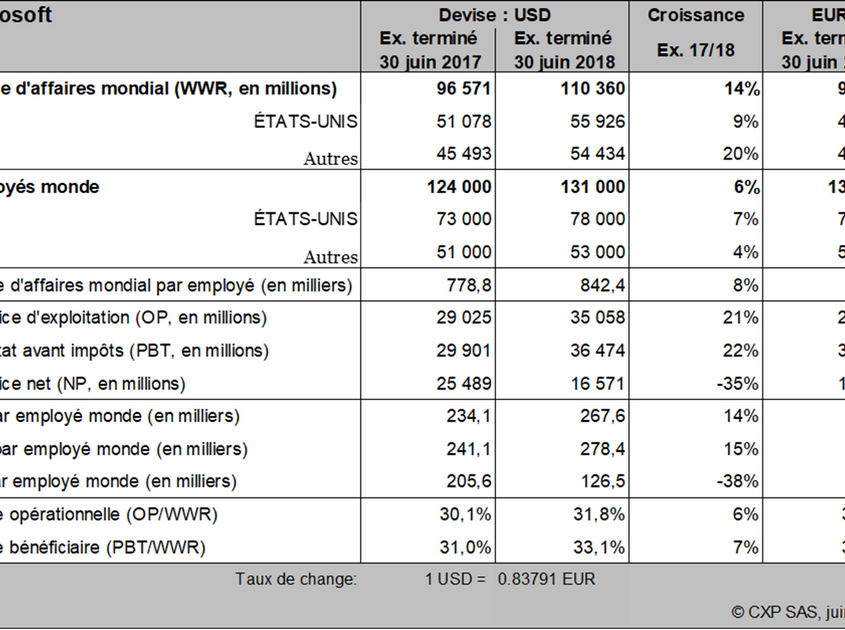 osoft Devise : USD Croissance EUR
Ex. terminé Ex. terminé Ex. 17/18 Ex. term
30 juin 2017 30 juin 2018 30 juin
e d'affaires mondial (WWR, en millions) 96 571 110 360 14% 9
ÉTATS-UNIS 51 078 55 926 9% 4
Autres 45 493 54 434 20% 4
oyés monde 124 000 131 000 6% 13
ÉTATS-UNIS 73 000 78 000 7% 7
Autres 51 000 53 000 4% 5
e d'affaires mondial par employé (en milliers) 778,8 842,4 8%
ice d'exploitation (OP, en millions) 29 025 35 058 21% 2
tat avant impôts (PBT, en millions) 29 901 36 474 22% 3
ice net (NP, en millions) 25 489 16 571 -35% 1
ar employé monde (en milliers) 234,1 267,6 14%
par employé monde (en milliers) 241,1 278,4 15%
ar employé monde (en milliers) 205,6 126,5 -38%
e opérationnelle (OP/WWR) 30,1% 31,8% 6% 3
e bénéficiaire (PBT/WWR) 31,0% 33,1% 7% 3
Taux de change: 1 USD = 0.83791 EUR
© CXP SAS, jui